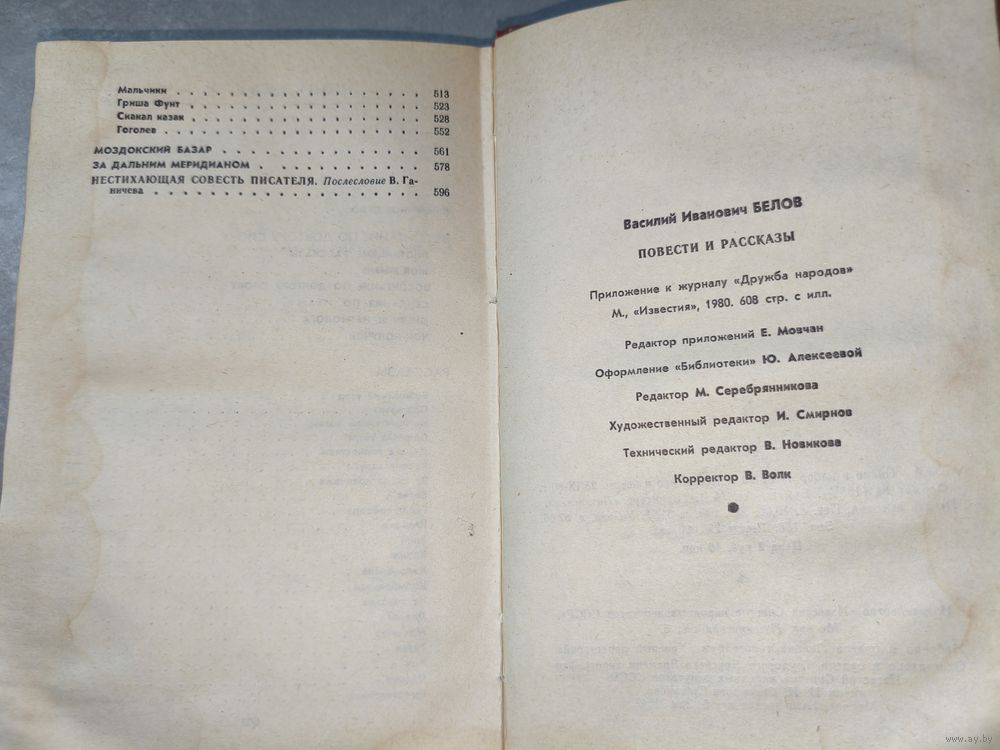 Мальчики . . . . . . . . . . . . . . . . . . . 513
Гриша Фунт . . . . . . . . . . . . . . . . . . 523
Скакал казак . . . . . . . . . . . . . . . . . 528
Гоголев . . . . . . . . . . . . . . . . . . . 552
МОЗДОКСКИЙ БАЗАР . . . . . . . . . . . . . . . 561
ЗА ДАЛЬНИМ МЕРИДИАНОМ . . . . . . . . . . . . 578
НЕСТИХАЮЩАЯ СОВЕСТЬ ПИСАТЕЛЯ. Послесловие В. Га-
ничева . . . . . . . . . . . . . . . . . . . . 596
Василий Иванович БЕЛОВ
ПОВЕСТИ И РАССКАЗЫ
Приложение к журналу «Дружба народов»
М., «Известия», 1980. 608 стр. с илл.
Редактор приложений Е. Мовчан
Оформление «Библиотеки» Ю. Алексеевой
Редактор М. Серебрянникова
Художественный редактор И. Смирнов
Технический редактор В. Новикова
Корректор В. Волк
www.ay.by